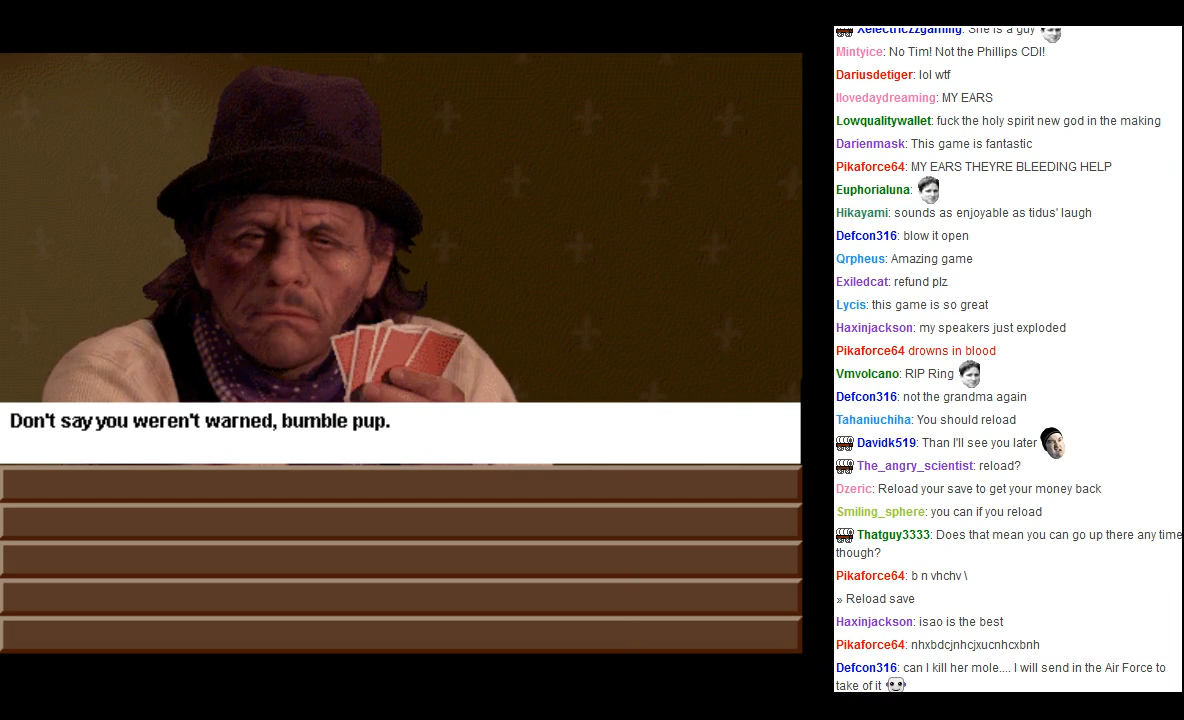 Don't say you weren't warned, bumble pup.
Xelectriczzgaming: She is a guy
Mintyice: No Tim! Not the Phillips CDI!
Dariusdetiger: lol wtf
Ilovedaydreaming: MY EARS
Lowqualitywallet: fuck the holy spirit new god in the making
Darienmask: This game is fantastic
Pikaforce64: MY EARS THEYRE BLEEDING HELP
Euphorialuna:
Hikayami: sounds as enjoyable as tidus' laugh
Defcon316: blow it open
Qrpheus: Amazing game
Exiledcat: refund plz
Lycis: this game is so great
Haxinjackson: my speakers just exploded
Pikaforce64 drowns in blood
Vmvolcano: RIP Ring
Defcon316: not the grandma again
Tahaniuchiha: You should reload
Davidk519: Than I'll see you later
The_angry_scientist: reload?
Dzeric: Reload your save to get your money back
Smiling_sphere: you can if you reload
Thatguy3333: Does that mean you can go up there any time
though?
Pikaforce64: b n vhchv \
» Reload save
Haxinjackson: isao is the best
Pikaforce64: nhxbdcjnhcjxucnhcxbnh
Defcon316: can I kill her mole.... I will send in the Air Force to
take of it